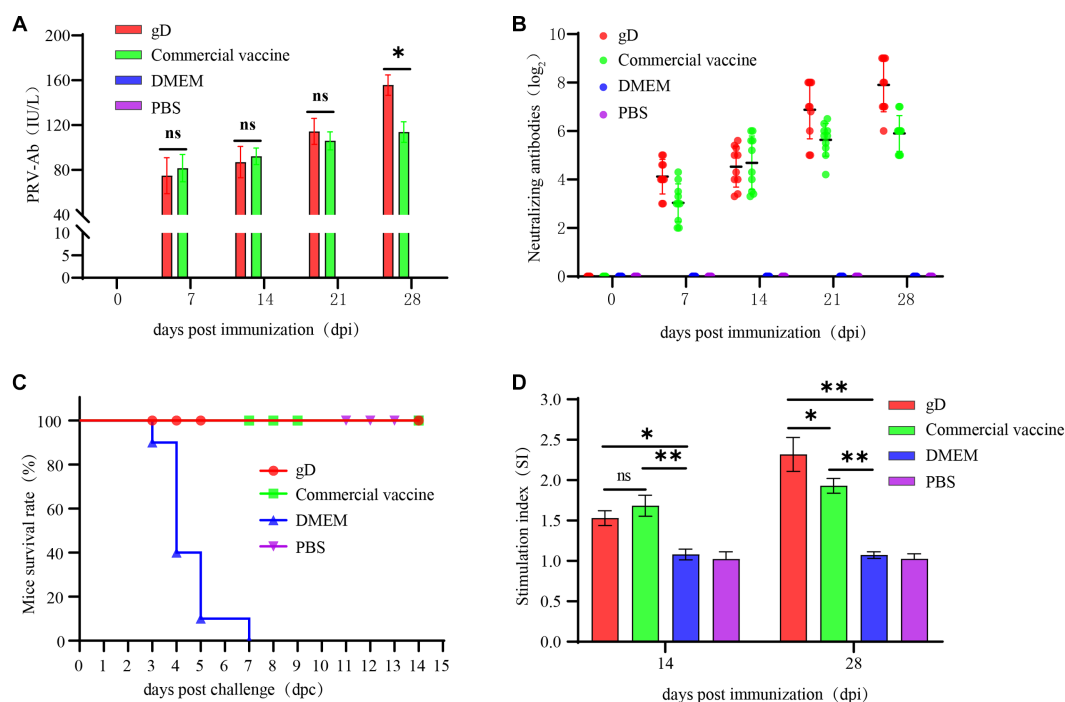 A
gD
Commercial vaccine
DMEM
PBS
PRV-Ab（IU/L）
200
160
120
80
40
10
5
0
ns
ns
ns
*
0 7 14 21 28
days post immunization（dpi）
B
gD
Commercial vaccine
DMEM
PBS
Neutralizing antibodies（log2）
10
8
6
4
2
0
0 7 14 21 28
days post immunization（dpi）
C
Mice survival rate（%）
100
80
60
40
20
0
gD
Commercial vaccine
DMEM
PBS
0 1 2 3 4 5 6 7 8 9 10 11 12 13 14 15
days post challenge（dpc）
D
gD
Commercial vaccine
DMEM
PBS
Stimulation index（SI）
3.0
2.5
2.0
1.5
1.0
0.5
0.0
*
**
ns
**
*
**
14 28
days post immunization（dpi）